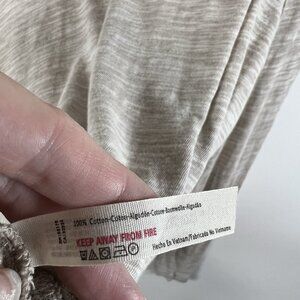 100% Cotton-Coton-Algodón-Cotone-Baumwolle-Algodão
KEEP AWAY FROM FIRE
Hecho En Vietnam/Fabricado No Vietname